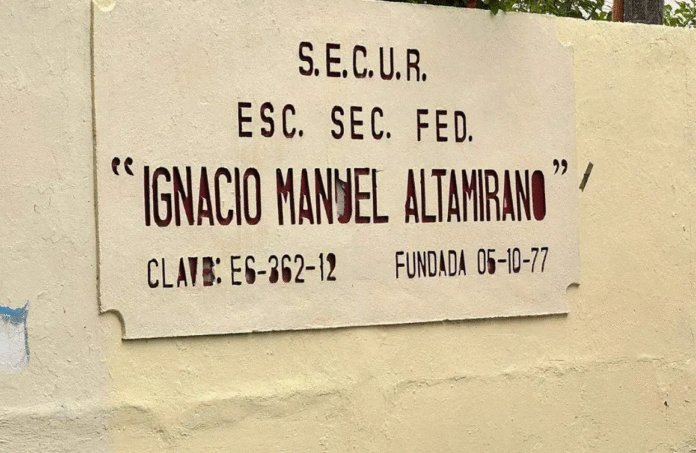 S.E.C.U.R.
ESC. SEC. FED.
"IGNACIO MANUEL ALTAMIRANO"
CLAVE: E6-362-12 FUNDADA 05-10-77